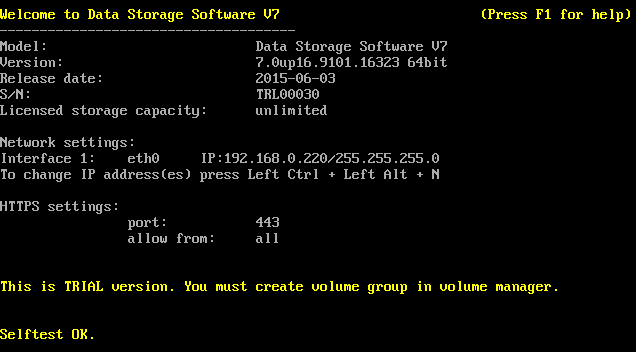 Welcome to Data Storage Software V7 (Press F1 for help)
-------------------------------------
Model: Data Storage Software V7
Version: 7.0up16.9101.16323 64bit
Release date: 2015-06-03
S/N: TRL00030
Licensed storage capacity: unlimited
Network settings:
Interface 1: eth0 IP:192.168.0.220/255.255.255.0
To change IP address(es) press Left Ctrl + Left Alt + N
HTTPS settings:
port: 443
allow from: all
This is TRIAL version. You must create volume group in volume manager.
Selftest OK.